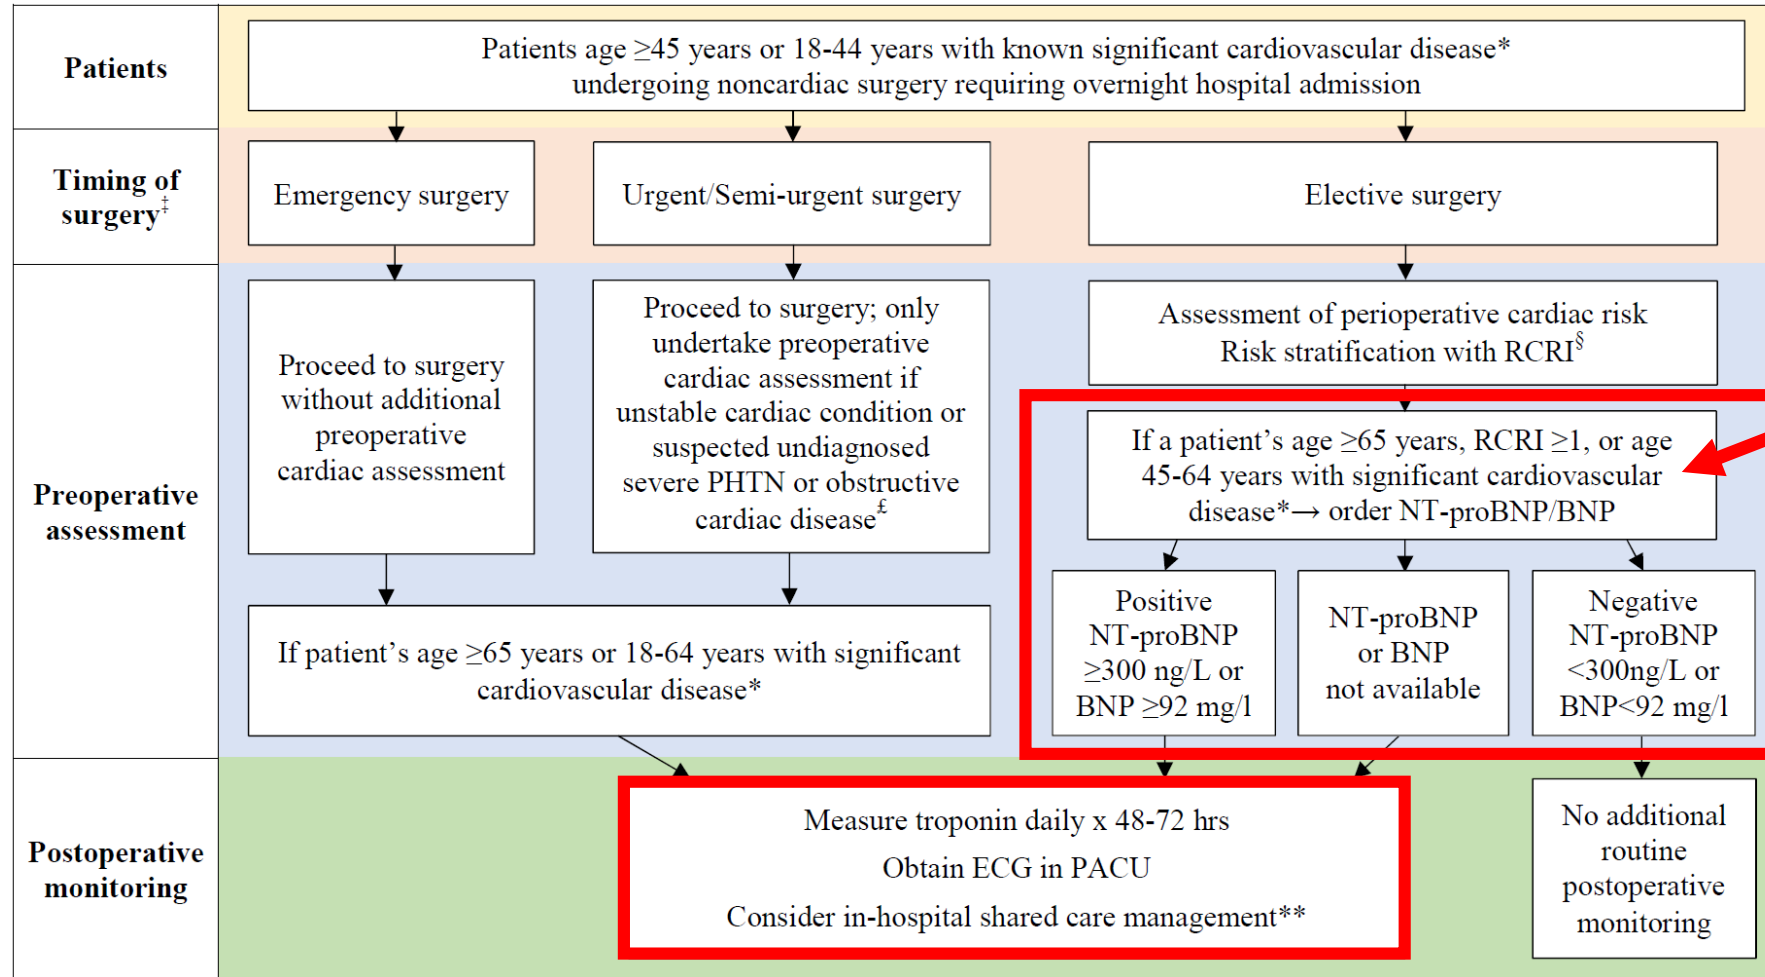 Patients
Patients age ≥45 years or 18-44 years with known significant cardiovascular disease*
undergoing noncardiac surgery requiring overnight hospital admission
Timing of
surgery‡
Emergency surgery
Urgent/Semi-urgent surgery
Elective surgery
Preoperative
assessment
Proceed to surgery
without additional
preoperative
cardiac assessment
Proceed to surgery; only
undertake preoperative
cardiac assessment if
unstable cardiac condition or
suspected undiagnosed
severe PHTN or obstructive
cardiac disease£
Assessment of perioperative cardiac risk
Risk stratification with RCRI§
If a patient’s age ≥65 years, RCRI ≥1, or age
45-64 years with significant cardiovascular
disease*→ order NT-proBNP/BNP
If patient’s age ≥65 years or 18-64 years with significant
cardiovascular disease*
Positive
NT-proBNP
≥300 ng/L or
BNP ≥92 mg/l
NT-proBNP
or BNP
not available
Negative
NT-proBNP
<300ng/L or
BNP<92 mg/l
Postoperative
monitoring
Measure troponin daily x 48-72 hrs
Obtain ECG in PACU
Consider in-hospital shared care management**
No additional
routine
postoperative
monitoring